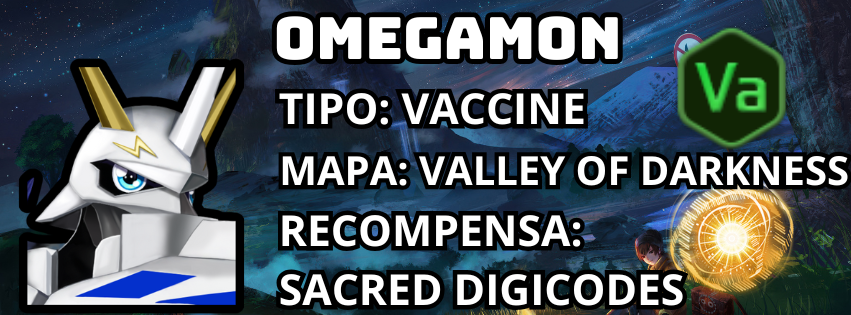 OMEGAMON
Va
TIPO: VACCINE
MAPA: VALLEY OF DARKNESS
RECOMPENSA:
SACRED DIGICODES